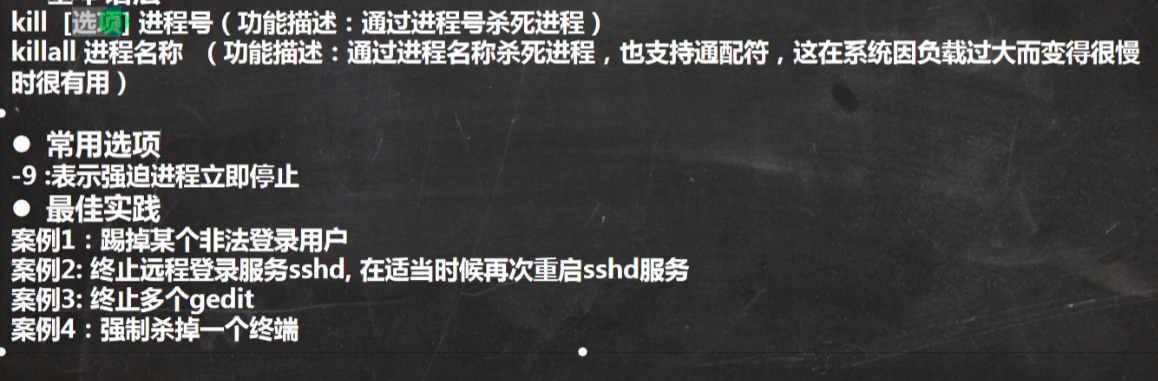 kill [选项] 进程号（功能描述：通过进程号杀死进程）
killall 进程名称 （功能描述：通过进程名称杀死进程，也支持通配符，这在系统因负载过大而变得很慢
时很有用）
● 常用选项
-9 :表示强迫进程立即停止
● 最佳实践
案例1：踢掉某个非法登录用户
案例2: 终止远程登录服务sshd, 在适当时候再次重启sshd服务
案例3: 终止多个gedit
案例4：强制杀掉一个终端